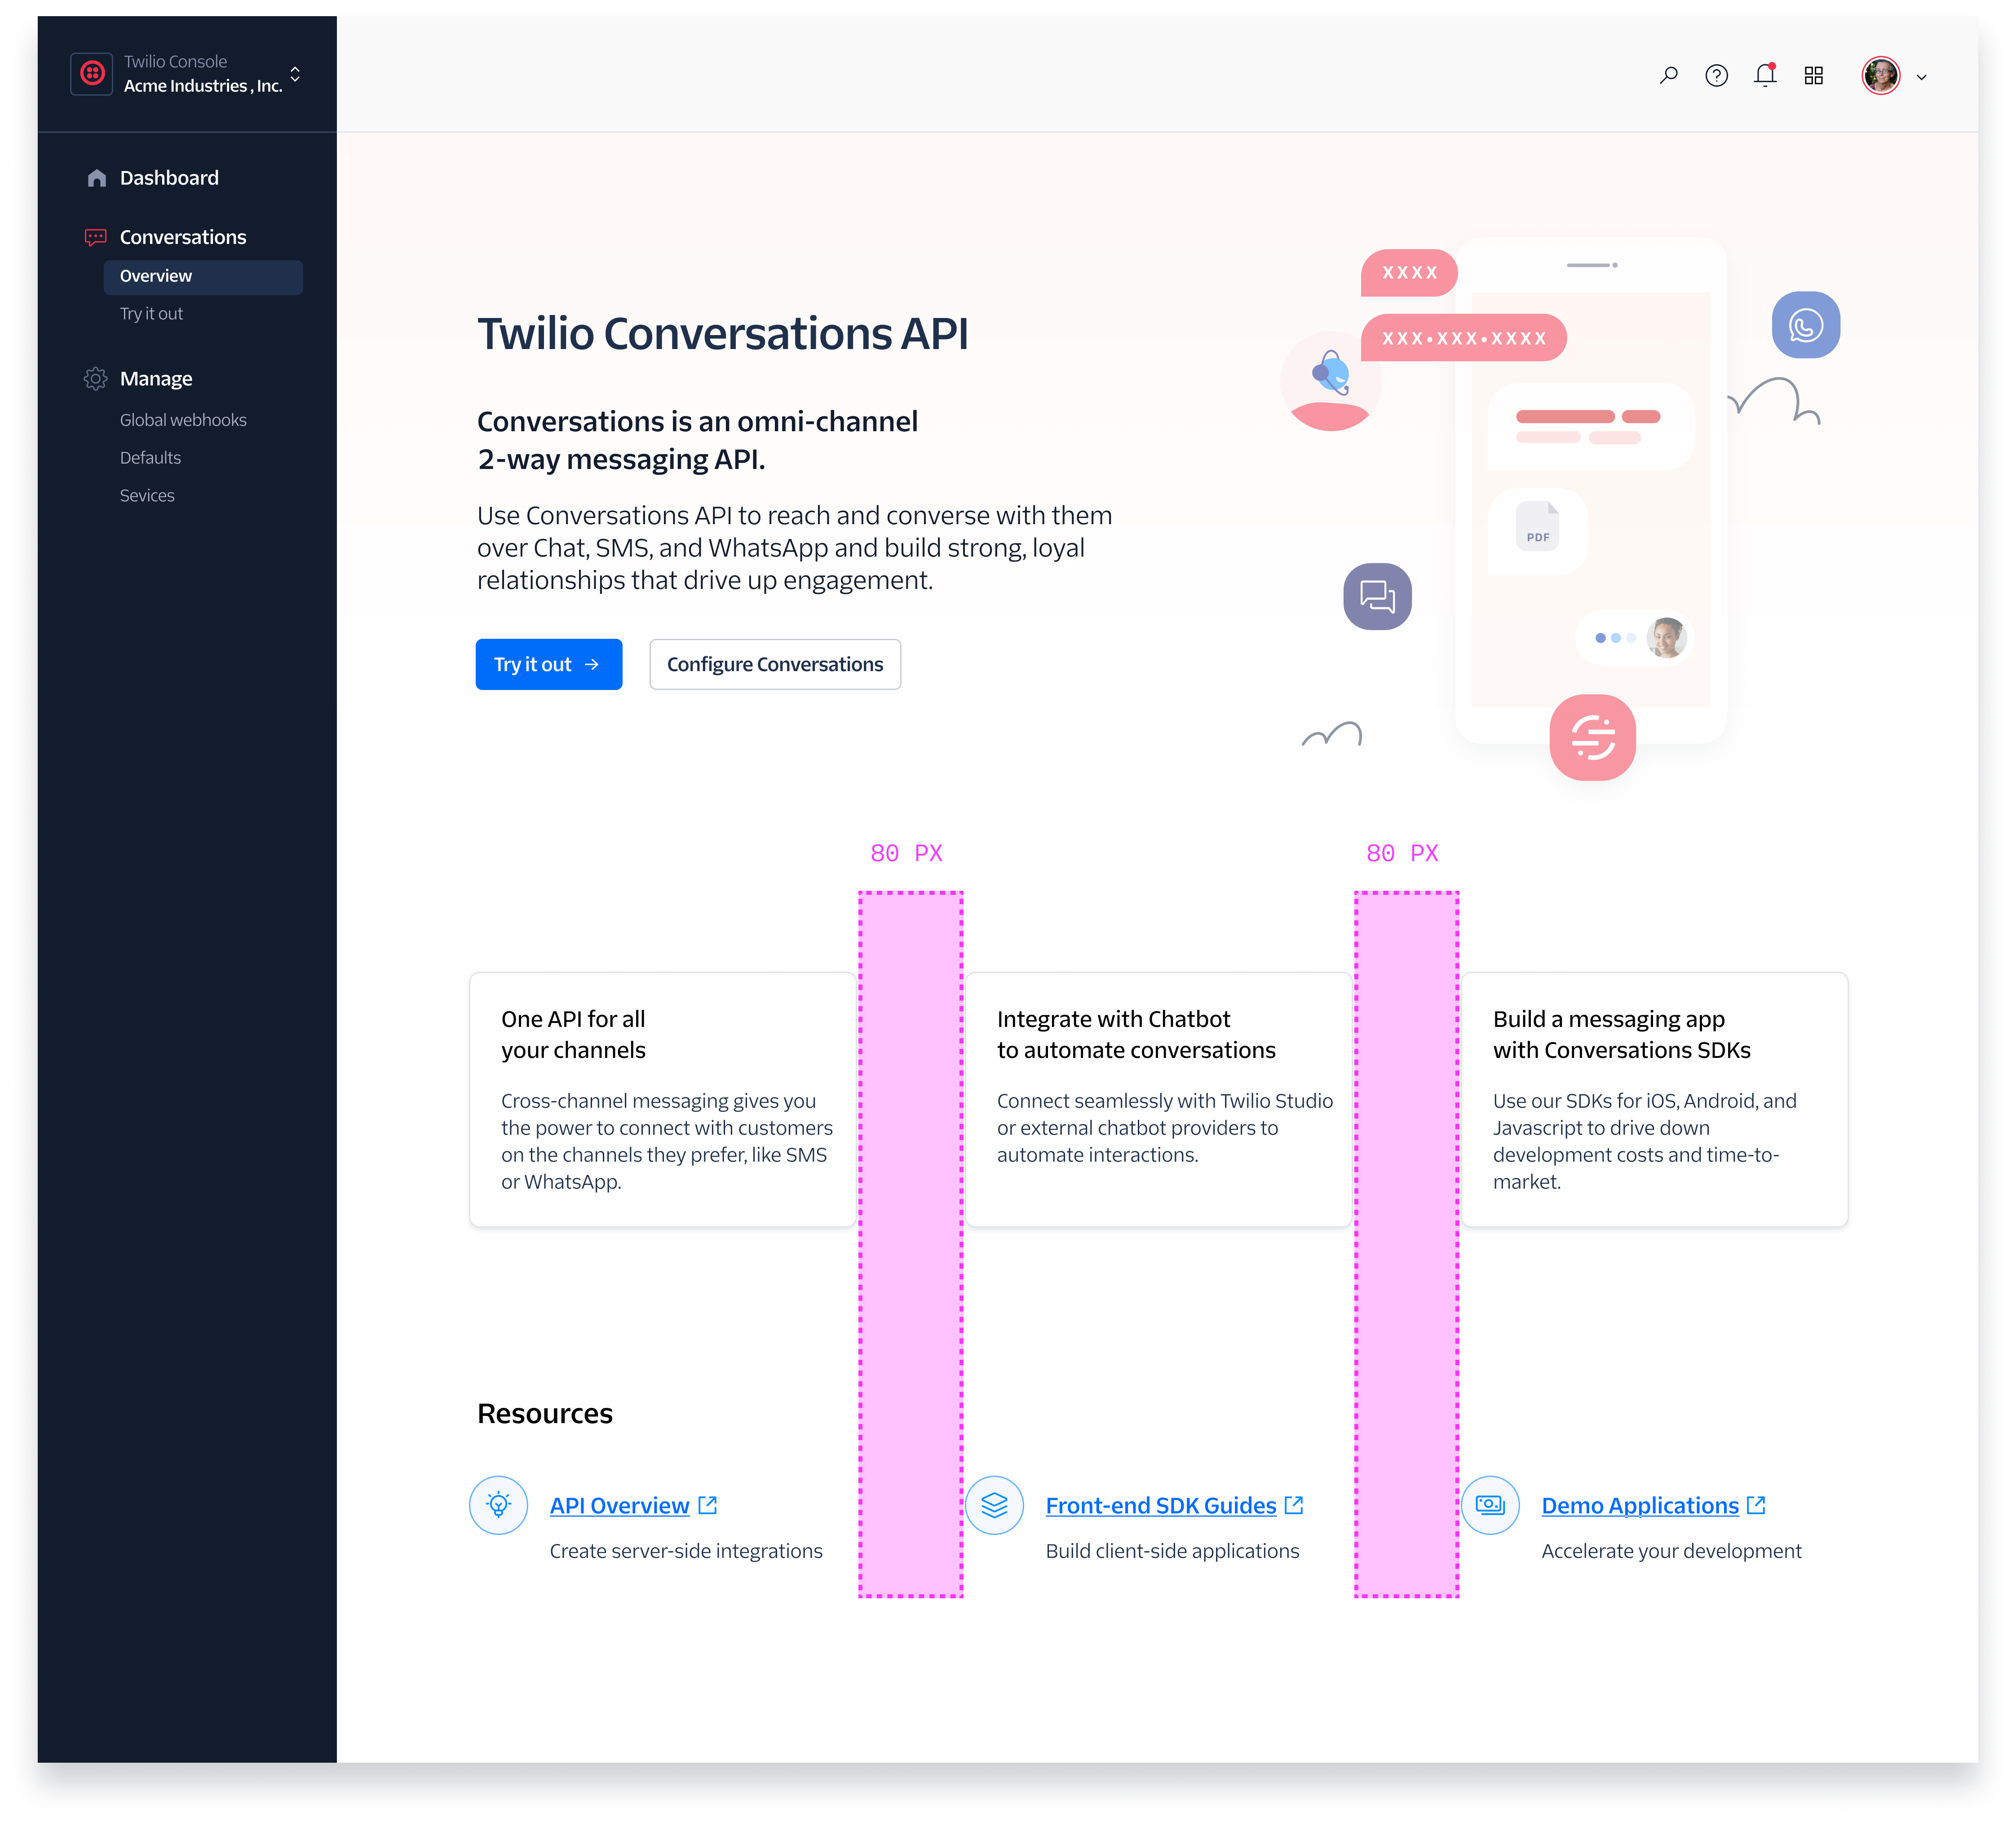 Twilio Console
Acme Industries , Inc.
Dashboard
Conversations
Overview
Try it out
Manage
Global webhooks
Defaults
Sevices
Twilio Conversations API
Conversations is an omni-channel
2-way messaging API.
Use Conversations API to reach and converse with them
over Chat, SMS, and WhatsApp and build strong, loyal
relationships that drive up engagement.
Try it out →
Configure Conversations
XXXX
XXX•XXX•XXXX
PDF
80 PX
80 PX
One API for all
your channels
Cross-channel messaging gives you
the power to connect with customers
on the channels they prefer, like SMS
or WhatsApp.
Integrate with Chatbot
to automate conversations
Connect seamlessly with Twilio Studio
or external chatbot providers to
automate interactions.
Build a messaging app
with Conversations SDKs
Use our SDKs for iOS, Android, and
Javascript to drive down
development costs and time-to-
market.
Resources
API Overview
Create server-side integrations
Front-end SDK Guides
Build client-side applications
Demo Applications
Accelerate your development